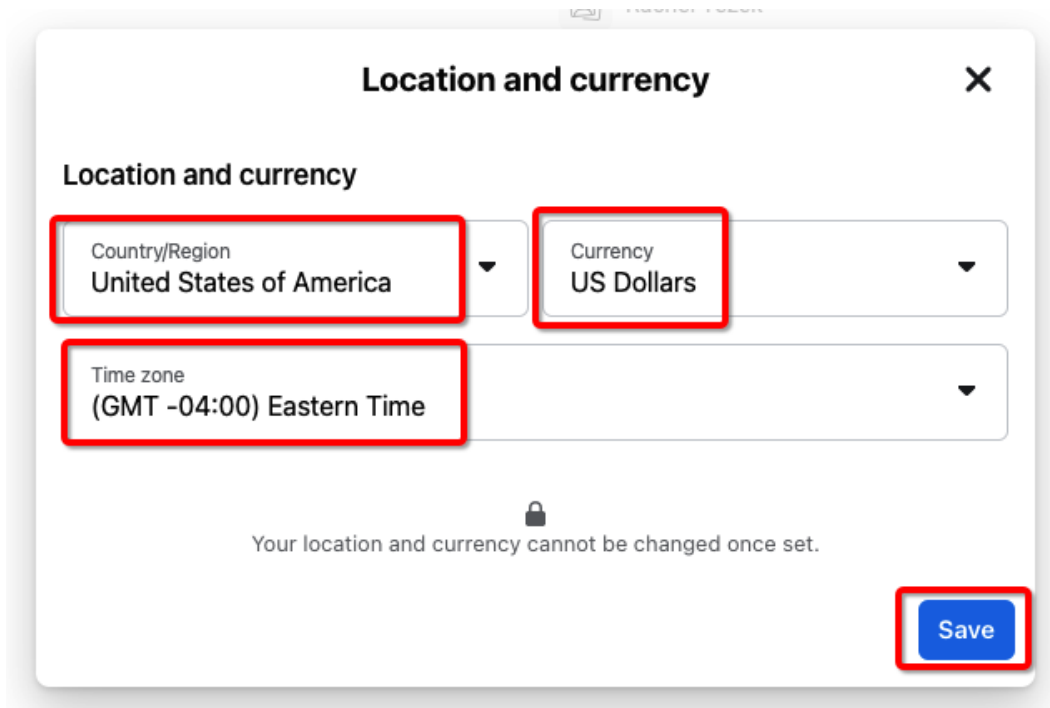 Location and currency
Location and currency
Country/Region
United States of America
Currency
US Dollars
Time zone
(GMT -04:00) Eastern Time
Your location and currency cannot be changed once set.
Save